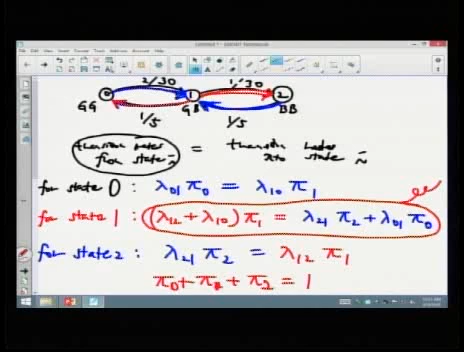 2/30 1/30
0 1 2
GG GB BB
1/5 1/5
transition rates = transition rates
from state n into state n
for state 0 : λ01 π0 = λ10 π1
for state 1 : (λ12 + λ10) π1 = λ21 π2 + λ01 π0
for state 2 : λ21 π2 = λ12 π1
π0 + π1 + π2 = 1